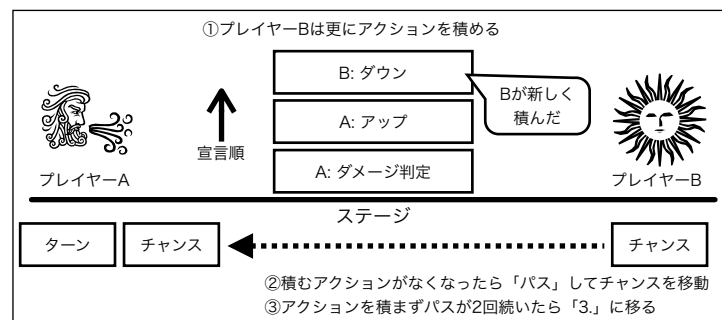 ①プレイヤーBは更にアクションを積める
B: ダウン
Bが新しく
積んだ
A: アップ
宣言順
A: ダメージ判定
プレイヤーA
プレイヤーB
ステージ
ターン
チャンス
チャンス
②積むアクションがなくなったら「パス」してチャンスを移動
③アクションを積まずパスが2回続いたら「3.」に移る